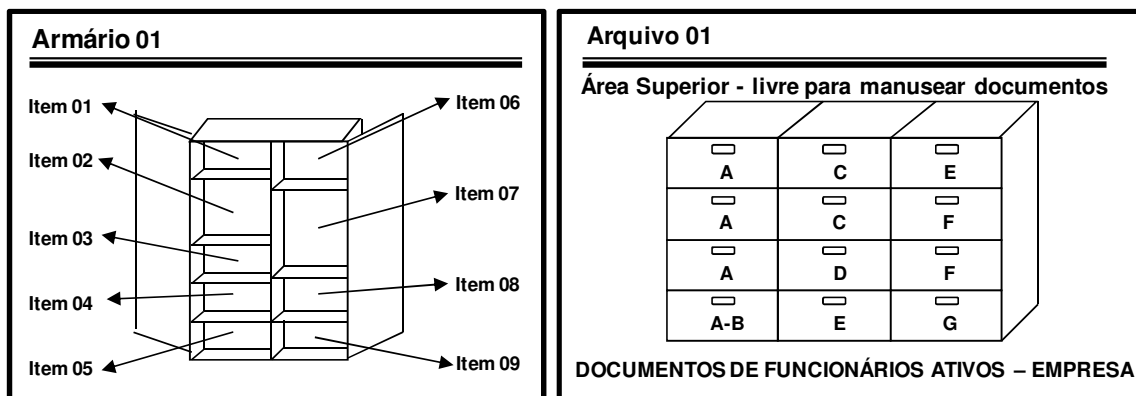 Armário 01
Item 01
Item 02
Item 03
Item 04
Item 05
Item 06
Item 07
Item 08
Item 09
Arquivo 01
Área Superior - livre para manusear documentos
A C E
A C F
A D F
A-B E G
DOCUMENTOS DE FUNCIONÁRIOS ATIVOS – EMPRESA